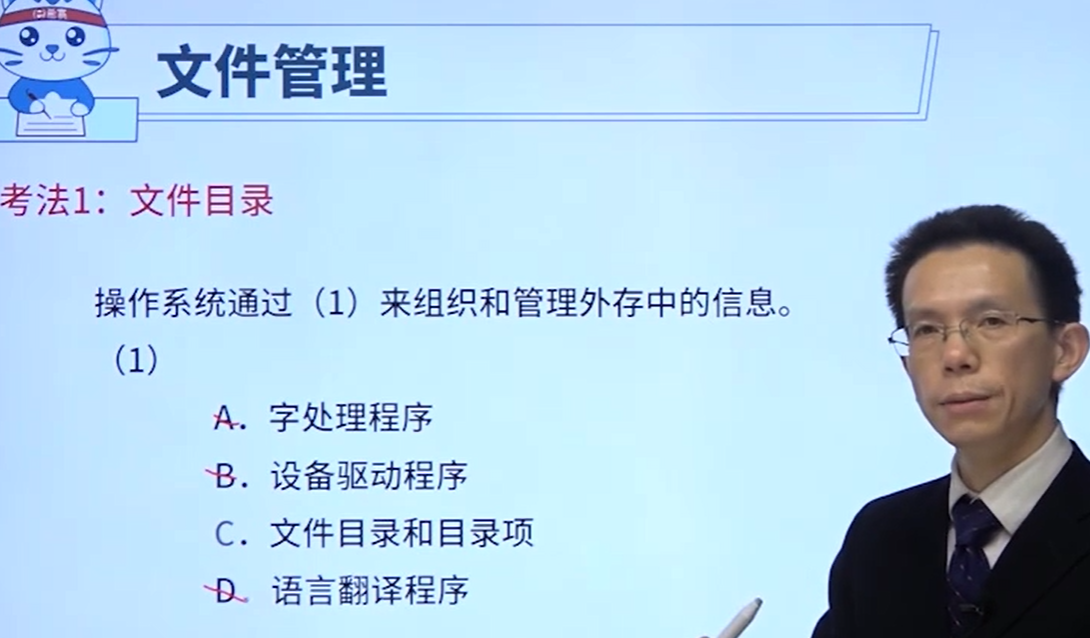 文件管理
考法1：文件目录
操作系统通过（1）来组织和管理外存中的信息。
（1）
A．字处理程序
B．设备驱动程序
C．文件目录和目录项
D．语言翻译程序